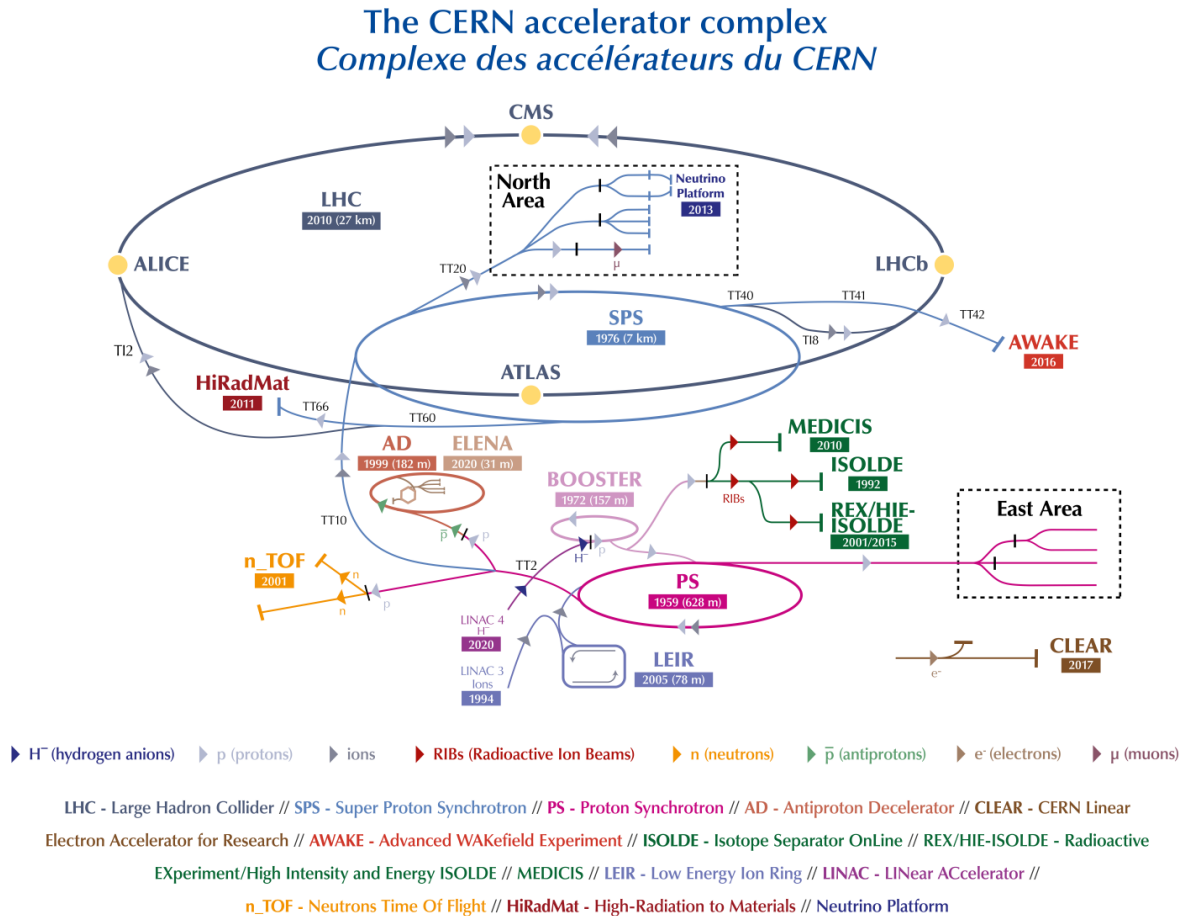 The CERN accelerator complex
Complexe des accélérateurs du CERN
CMS
North
Area
Neutrino
Platform
2013
LHC
2010 (27 km)
ALICE
LHCb
TT20
μ
TT40
TT41
TT42
SPS
1976 (7 km)
TI8
AWAKE
2016
TI2
ATLAS
HiRadMat
2011
TT66
TT60
MEDICIS
2010
AD
1999 (182 m)
ELENA
2020 (31 m)
BOOSTER
1972 (157 m)
ISOLDE
1992
RIBs
REX/HIE-
ISOLDE
2001/2015
East Area
TT10
p̄
p
H⁻
p
n_TOF
2001
n
n
p
TT2
PS
1959 (628 m)
LINAC 4
H⁻
2020
LINAC 3
Ions
1994
LEIR
2005 (78 m)
CLEAR
2017
e⁻
H⁻ (hydrogen anions) p (protons) ions RIBs (Radioactive Ion Beams) n (neutrons) p̄ (antiprotons) e⁻ (electrons) μ (muons)
LHC - Large Hadron Collider // SPS - Super Proton Synchrotron // PS - Proton Synchrotron // AD - Antiproton Decelerator // CLEAR - CERN Linear
Electron Accelerator for Research // AWAKE - Advanced WAKefield Experiment // ISOLDE - Isotope Separator OnLine // REX/HIE-ISOLDE - Radioactive
EXperiment/High Intensity and Energy ISOLDE // MEDICIS // LEIR - Low Energy Ion Ring // LINAC - LINear ACcelerator //
n_TOF - Neutrons Time Of Flight // HiRadMat - High-Radiation to Materials // Neutrino Platform